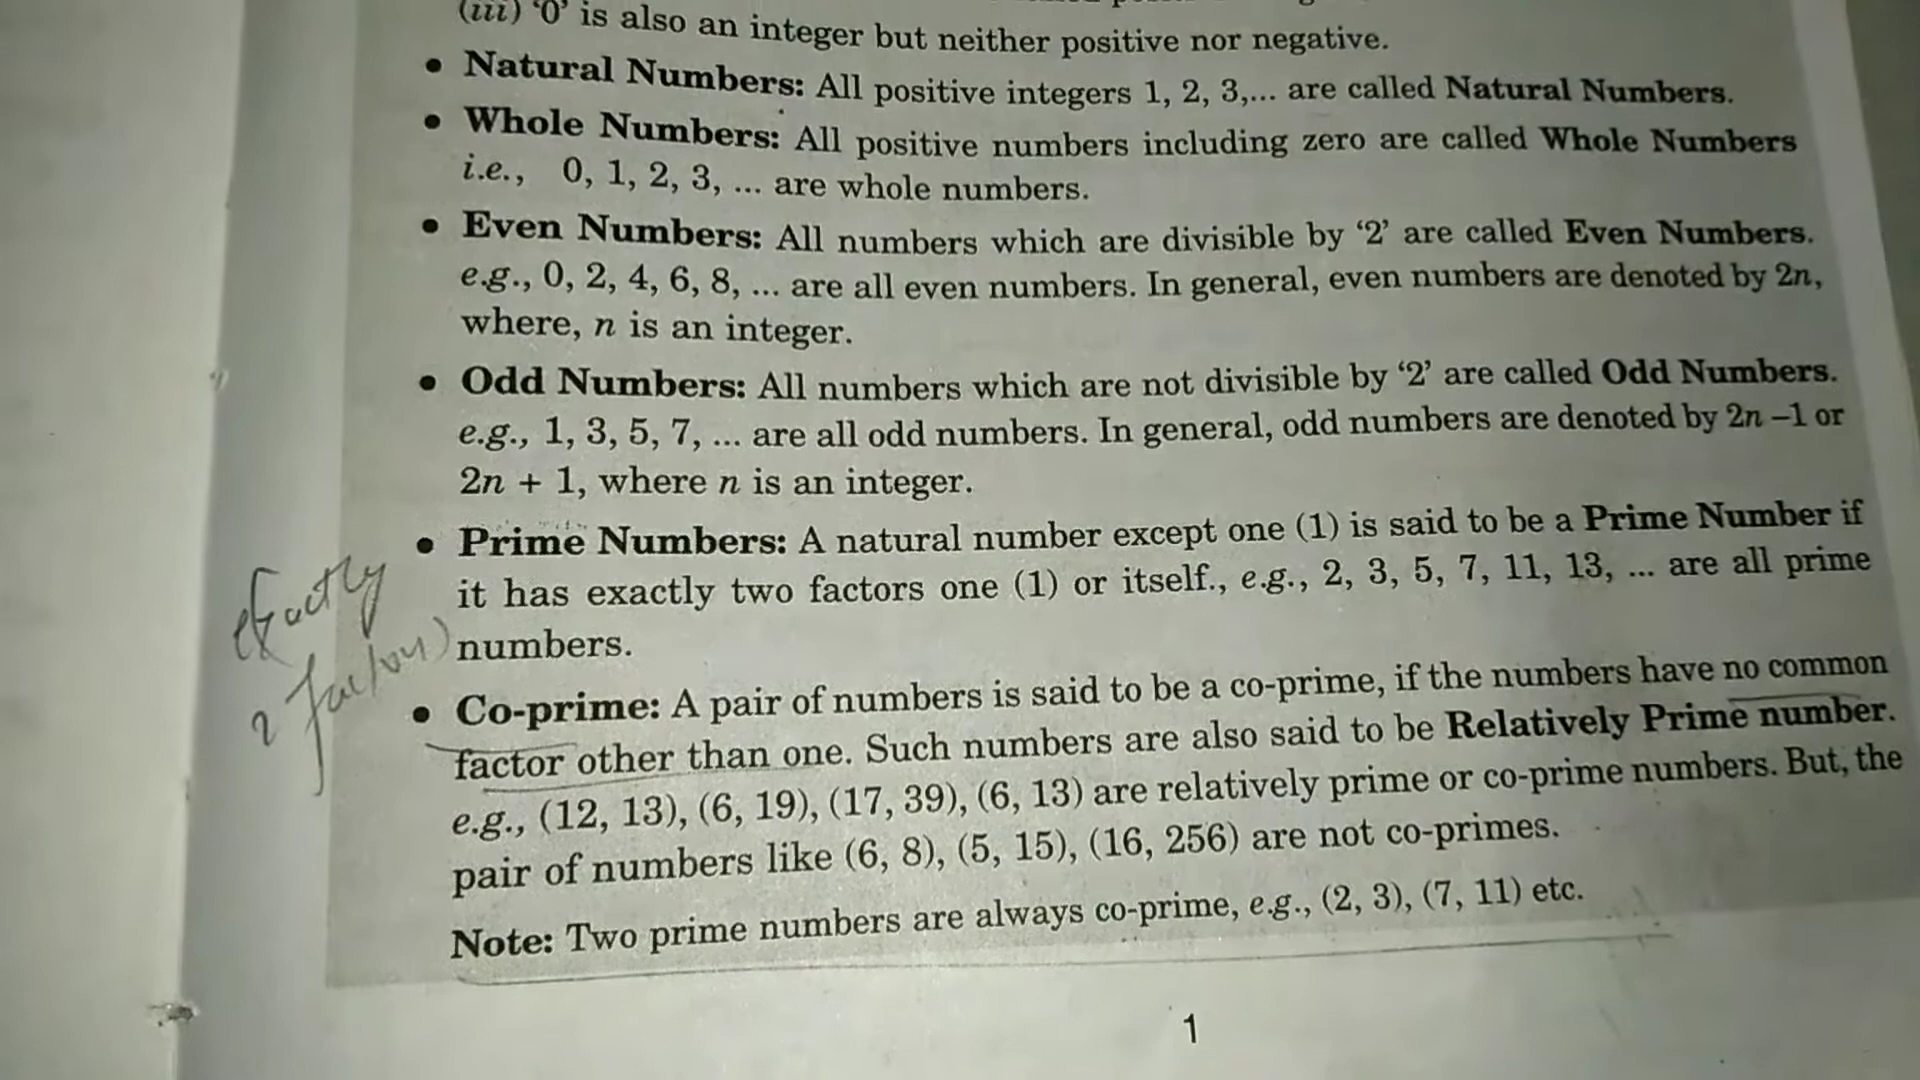 (iii) ‘0’ is also an integer but neither positive nor negative.
• Natural Numbers: All positive integers 1, 2, 3,... are called Natural Numbers.
• Whole Numbers: All positive numbers including zero are called Whole Numbers
i.e., 0, 1, 2, 3, ... are whole numbers.
• Even Numbers: All numbers which are divisible by ‘2’ are called Even Numbers.
e.g., 0, 2, 4, 6, 8, ... are all even numbers. In general, even numbers are denoted by 2n,
where, n is an integer.
• Odd Numbers: All numbers which are not divisible by ‘2’ are called Odd Numbers.
e.g., 1, 3, 5, 7, ... are all odd numbers. In general, odd numbers are denoted by 2n –1 or
2n + 1, where n is an integer.
• Prime Numbers: A natural number except one (1) is said to be a Prime Number if
it has exactly two factors one (1) or itself., e.g., 2, 3, 5, 7, 11, 13, ... are all prime
numbers.
Exactly
2 factors
• Co-prime: A pair of numbers is said to be a co-prime, if the numbers have no common
factor other than one. Such numbers are also said to be Relatively Prime number.
e.g., (12, 13), (6, 19), (17, 39), (6, 13) are relatively prime or co-prime numbers. But, the
pair of numbers like (6, 8), (5, 15), (16, 256) are not co-primes.
Note: Two prime numbers are always co-prime, e.g., (2, 3), (7, 11) etc.
1